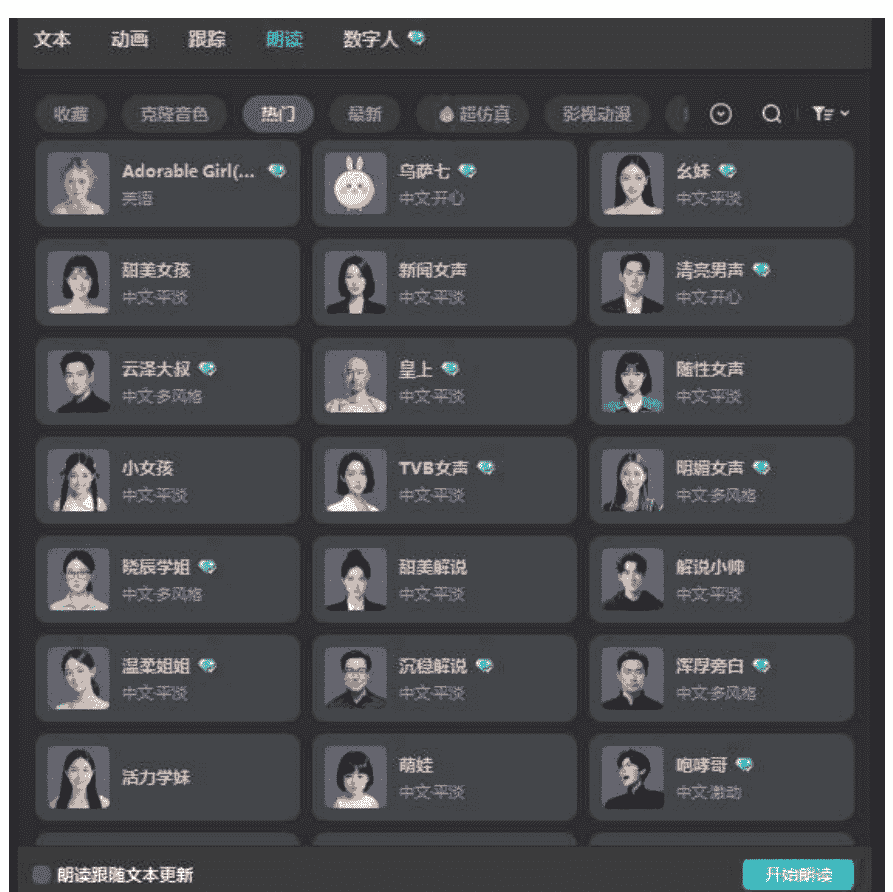 文本 动画 跟踪 朗读 数字人
收藏 克隆音色 热门 最新 超仿真 影视动漫
Adorable Girl(... 乌萨七 幺妹
英语 中文·开心 中文·平淡
甜美女孩 新闻女声 清亮男声
中文·平淡 中文·平淡 中文·开心
云泽大叔 皇上 随性女声
中文·多风格 中文·平淡 中文·平淡
小女孩 TVB女声 明媚女声
中文·平淡 中文·平淡 中文·多风格
晓辰学姐 甜美解说 解说小帅
中文·多风格 中文·平淡 中文·平淡
温柔姐姐 沉稳解说 浑厚旁白
中文·平淡 中文·平淡 中文·多风格
活力学妹 萌娃 咆哮哥
中文·平淡 中文·激动
朗读跟随文本更新 开始朗读